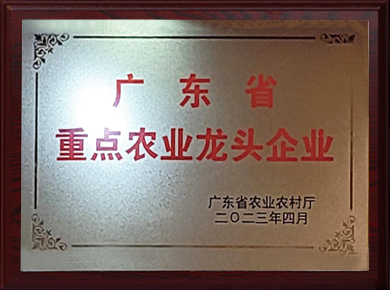 广东省
重点农业龙头企业
广东省农业农村厅
二〇二三年四月